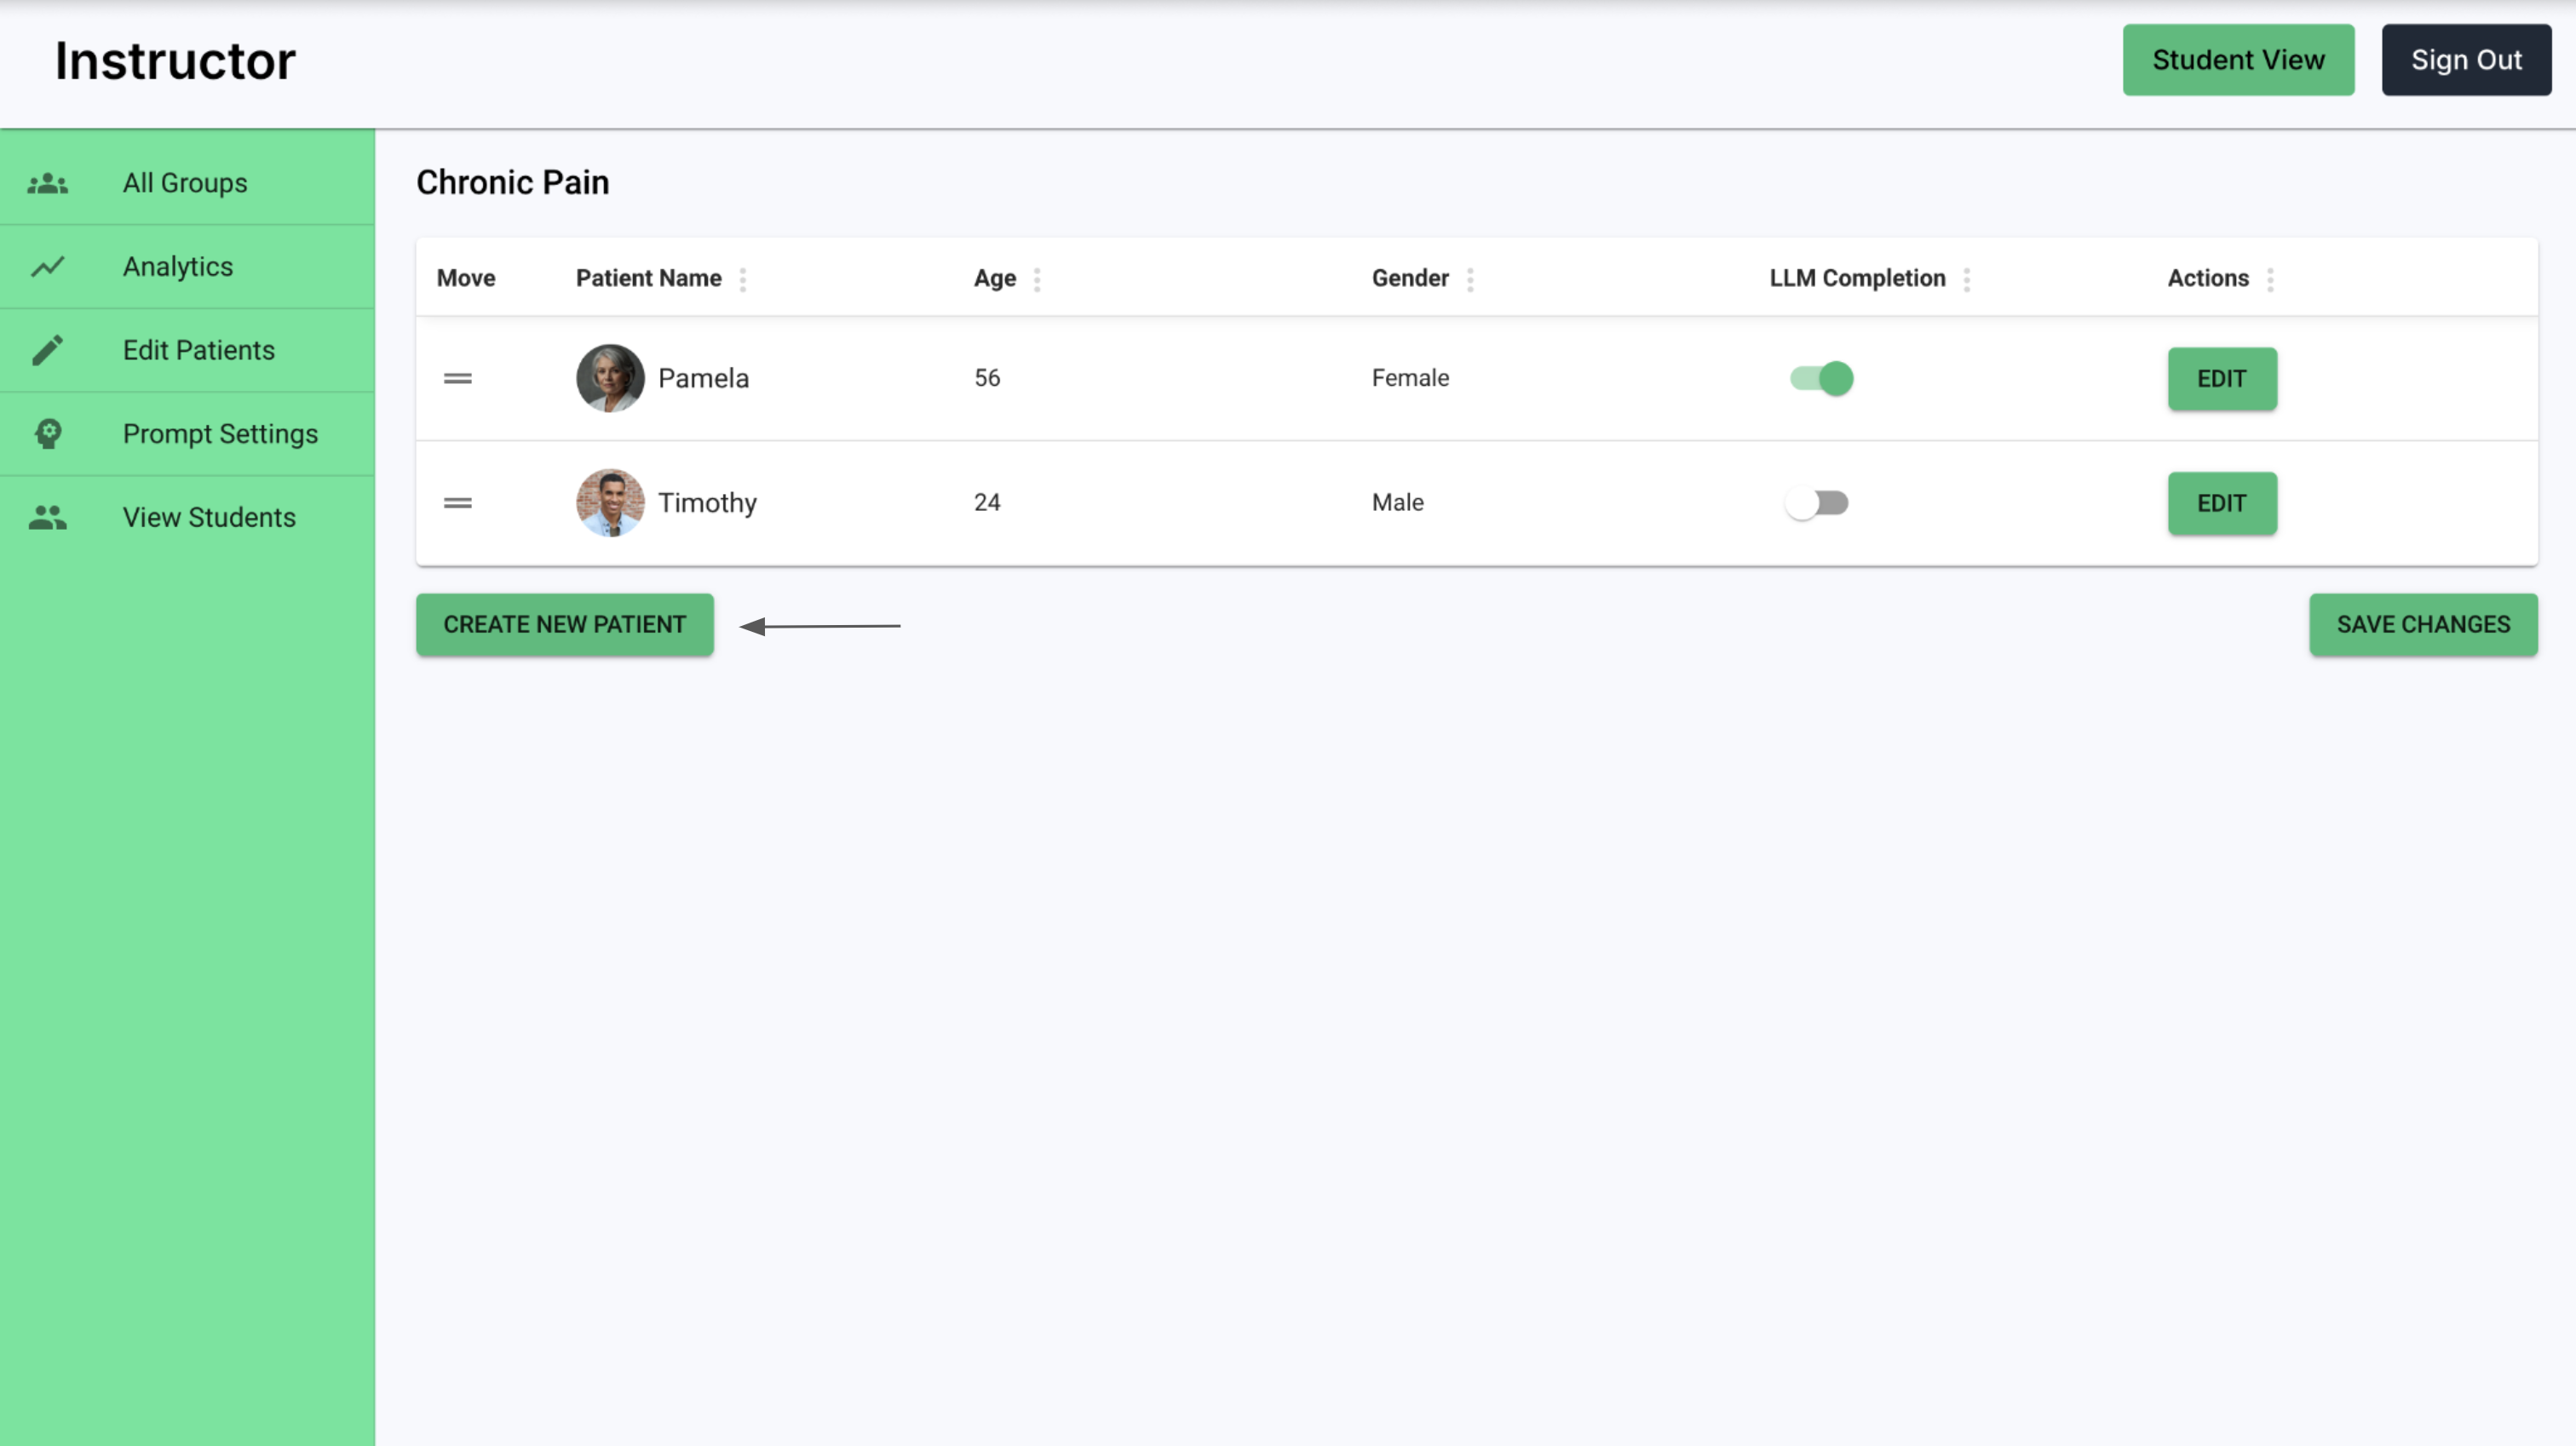 Instructor
Student View
Sign Out
All Groups
Analytics
Edit Patients
Prompt Settings
View Students
Chronic Pain
Move Patient Name Age Gender LLM Completion Actions
Pamela 56 Female EDIT
Timothy 24 Male EDIT
CREATE NEW PATIENT
SAVE CHANGES